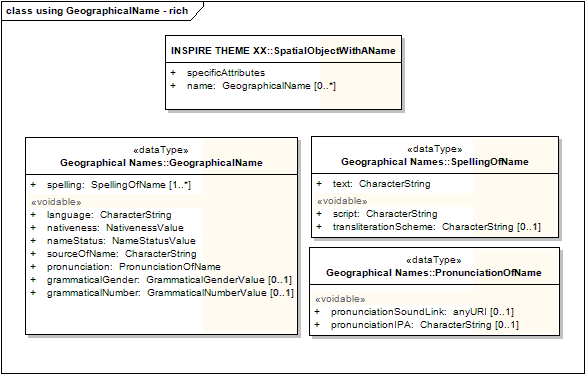 class using GeographicalName - rich
INSPIRE THEME XX::SpatialObjectWithAName
+ specificAttributes
+ name: GeographicalName [0..*]
«dataType»
Geographical Names::GeographicalName
+ spelling: SpellingOfName [1..*]
«voidable»
+ language: CharacterString
+ nativeness: NativenessValue
+ nameStatus: NameStatusValue
+ sourceOfName: CharacterString
+ pronunciation: PronunciationOfName
+ grammaticalGender: GrammaticalGenderValue [0..1]
+ grammaticalNumber: GrammaticalNumberValue [0..1]
«dataType»
Geographical Names::SpellingOfName
+ text: CharacterString
«voidable»
+ script: CharacterString
+ transliterationScheme: CharacterString [0..1]
«dataType»
Geographical Names::PronunciationOfName
«voidable»
+ pronunciationSoundLink: anyURI [0..1]
+ pronunciationIPA: CharacterString [0..1]